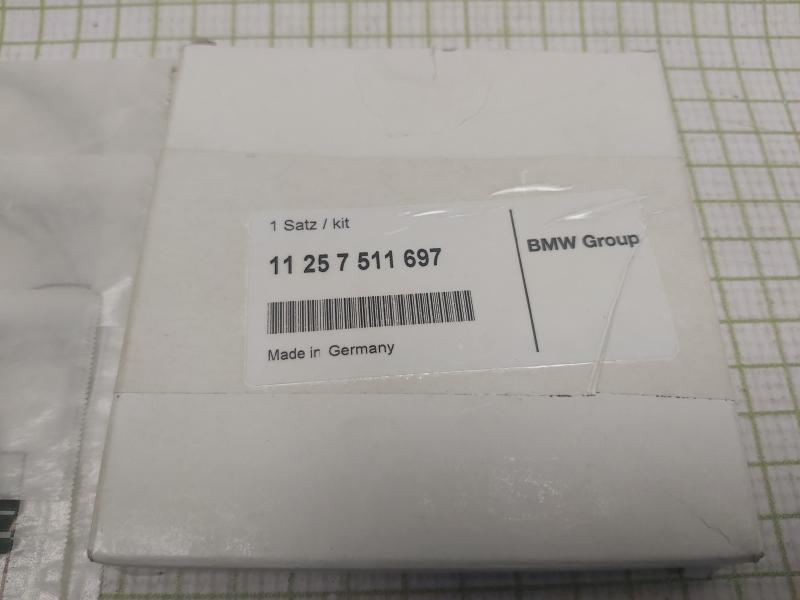 1 Satz / kit
11 25 7 511 697
Made in Germany
BMW Group